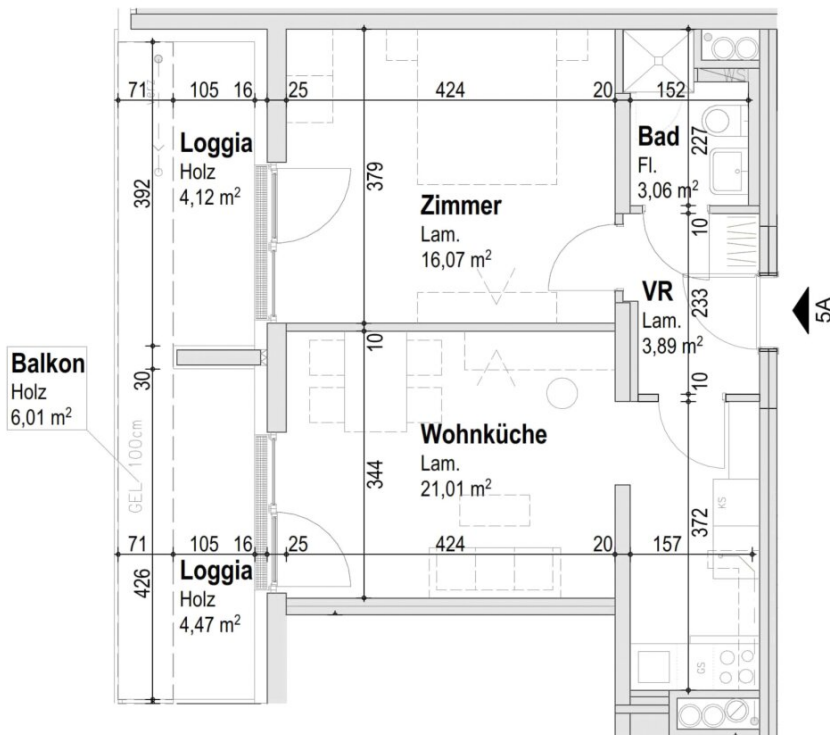 71
105
16
25
424
20
152
WS
Loggia
Holz
4,12 m²
392
379
Zimmer
Lam.
16,07 m²
Bad
Fl.
3,06 m²
227
10
VR
Lam.
3,89 m²
233
10
5A
Balkon
Holz
6,01 m²
30
10
GEL 100cm
Wohnküche
Lam.
21,01 m²
344
KS
372
71
105
16
25
424
20
157
Loggia
Holz
4,47 m²
426
GS